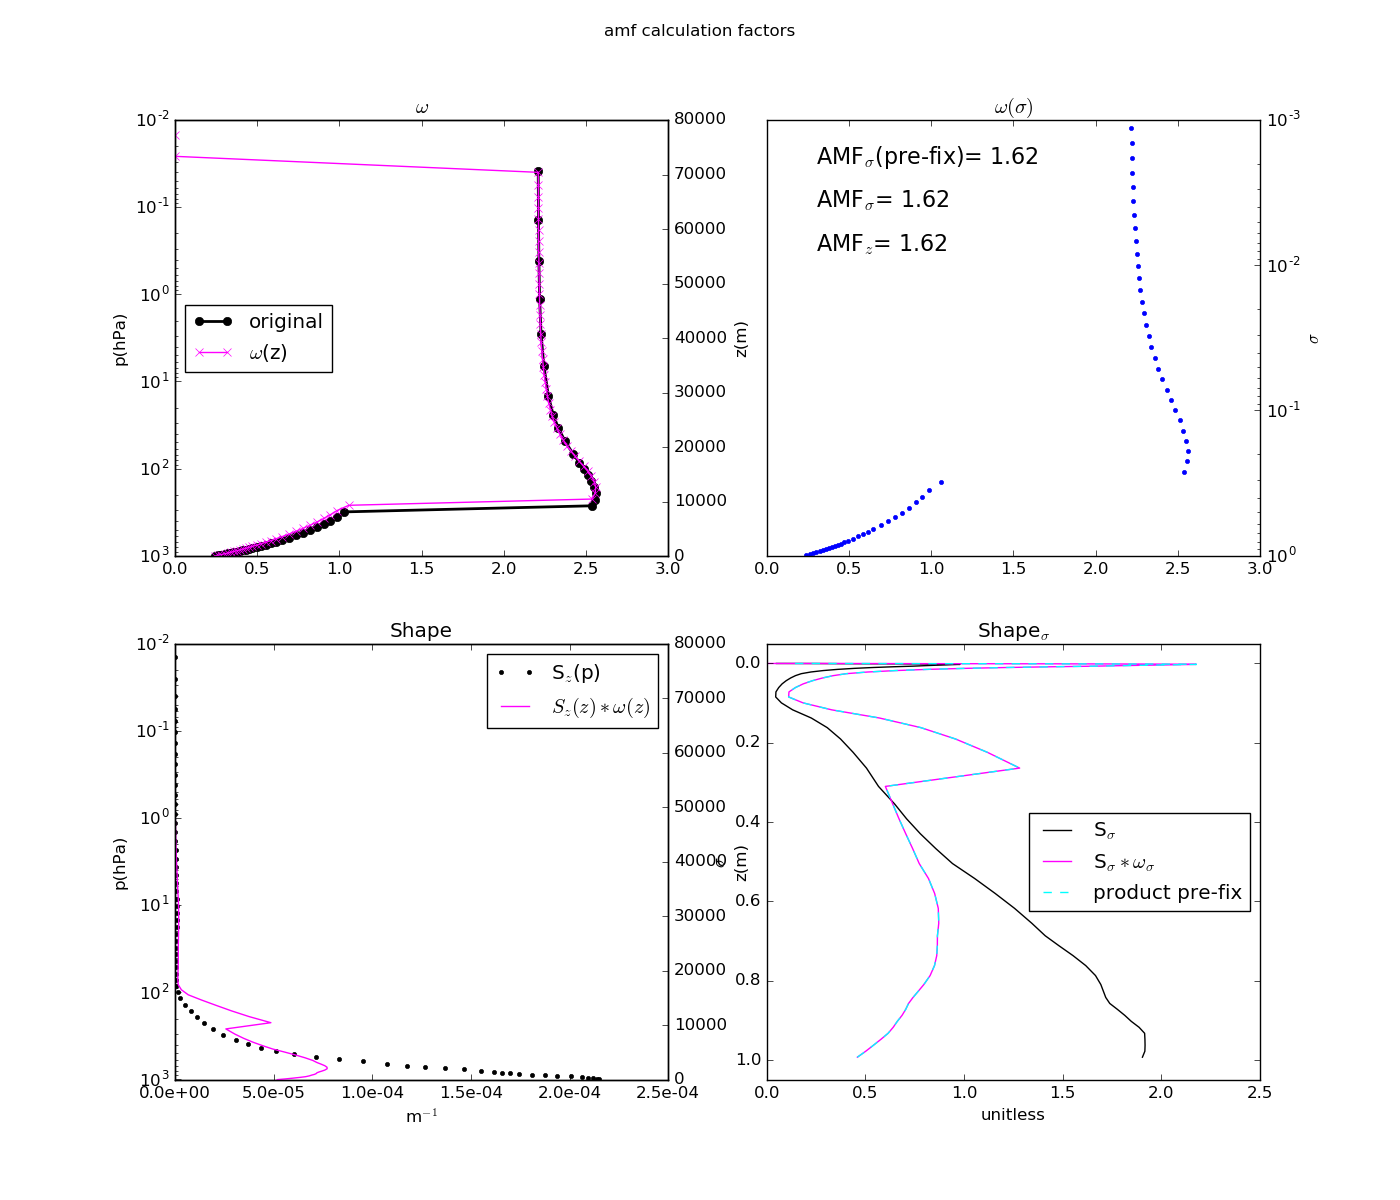 amf calculation factors
ω
10⁻² 10⁻¹ 10⁰ 10¹ 10² 10³
p(hPa)
80000 70000 60000 50000 40000 30000 20000 10000 0
z(m)
original
ω(z)
0.0 0.5 1.0 1.5 2.0 2.5 3.0
ω(σ)
AMFσ(pre-fix)= 1.62
AMFσ= 1.62
AMF_z= 1.62
10⁻³ 10⁻² 10⁻¹ 10⁰
σ
0.0 0.5 1.0 1.5 2.0 2.5 3.0
Shape
10⁻² 10⁻¹ 10⁰ 10¹ 10² 10³
p(hPa)
S_z(p)
S_z(z) * ω(z)
80000 70000 60000 50000 40000 30000 20000 10000 0
z(m)
0.0e+00 5.0e-05 1.0e-04 1.5e-04 2.0e-04 2.5e-04
m⁻¹
Shapeσ
0.0 0.2 0.4 0.6 0.8 1.0
Sσ
Sσ * ωσ
product pre-fix
0.0 0.5 1.0 1.5 2.0 2.5
unitless